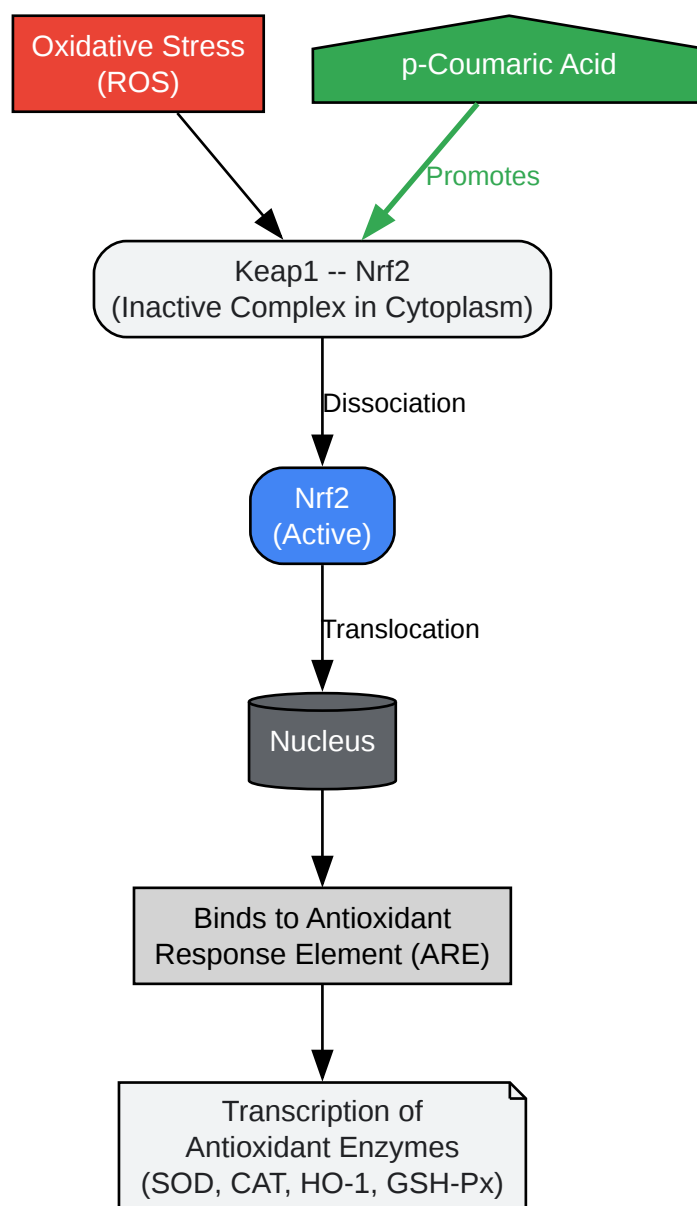 Oxidative Stress
(ROS)
p-Coumaric Acid
Promotes
Keap1 -- Nrf2
(Inactive Complex in Cytoplasm)
Dissociation
Nrf2
(Active)
Translocation
Nucleus
Binds to Antioxidant
Response Element (ARE)
Transcription of
Antioxidant Enzymes
(SOD, CAT, HO-1, GSH-Px)